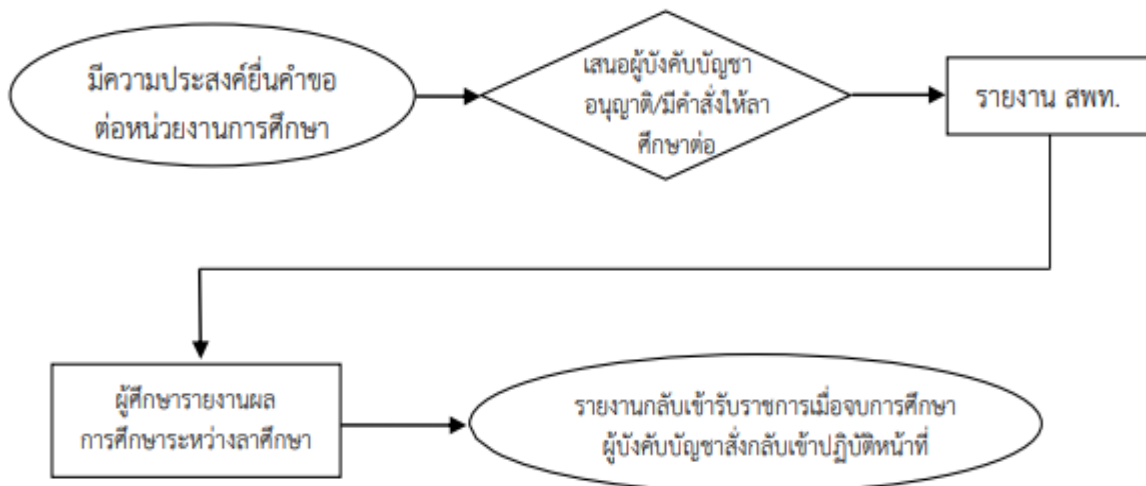 มีความประสงค์ยื่นคำขอ
ต่อหน่วยงานการศึกษา
เสนอผู้บังคับบัญชา
อนุญาติ/มีคำสั่งให้ลา
ศึกษาต่อ
รายงาน สพท.
ผู้ศึกษารายงานผล
การศึกษาระหว่างลาศึกษา
รายงานกลับเข้ารับราชการเมื่อจบการศึกษา
ผู้บังคับบัญชาสั่งกลับเข้าปฏิบัติหน้าที่